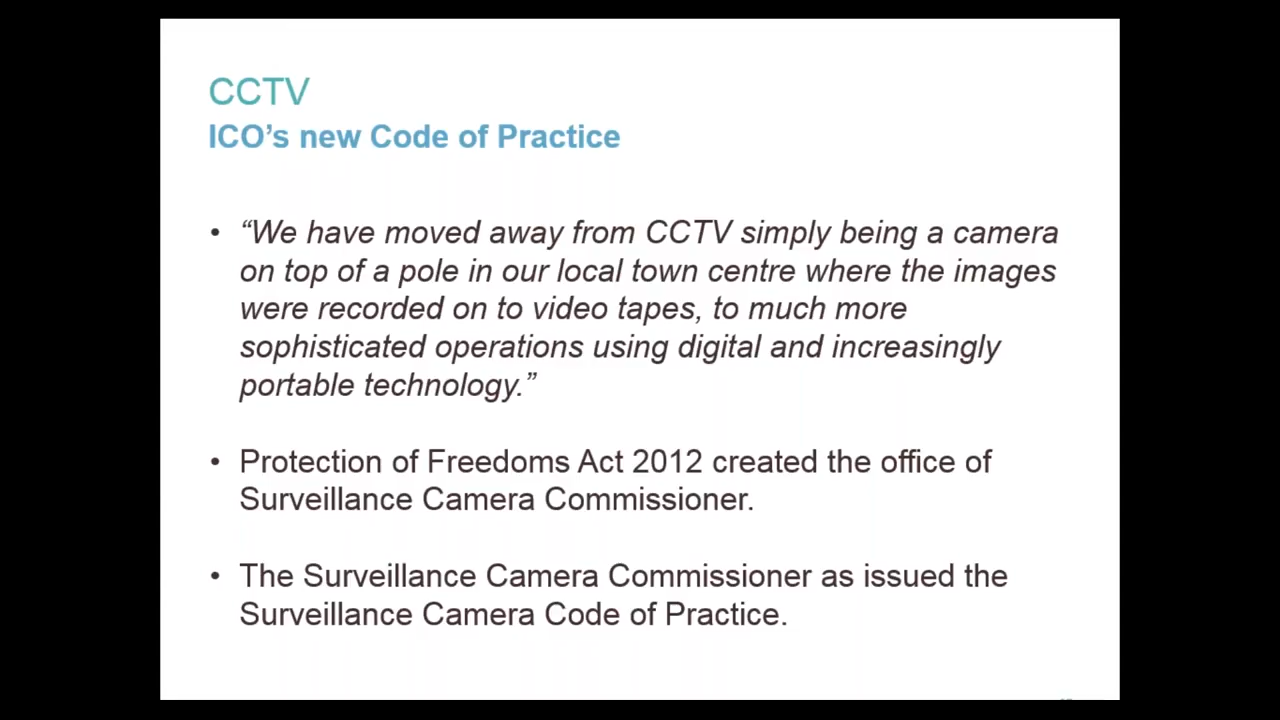 CCTV
ICO’s new Code of Practice
• “We have moved away from CCTV simply being a camera
on top of a pole in our local town centre where the images
were recorded on to video tapes, to much more
sophisticated operations using digital and increasingly
portable technology.”
• Protection of Freedoms Act 2012 created the office of
Surveillance Camera Commissioner.
• The Surveillance Camera Commissioner as issued the
Surveillance Camera Code of Practice.